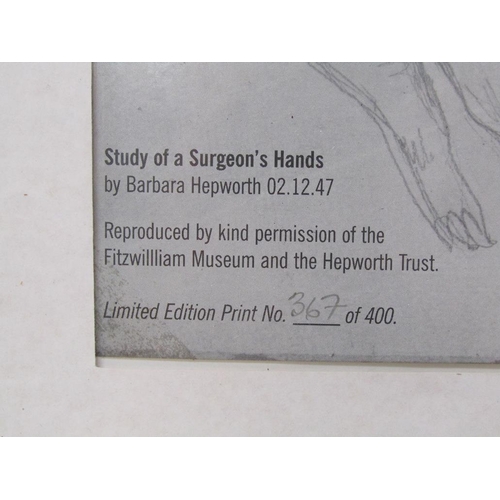 Study of a Surgeon's Hands
by Barbara Hepworth 02.12.47
Reproduced by kind permission of the
Fitzwillliam Museum and the Hepworth Trust.
Limited Edition Print No. 367 of 400.